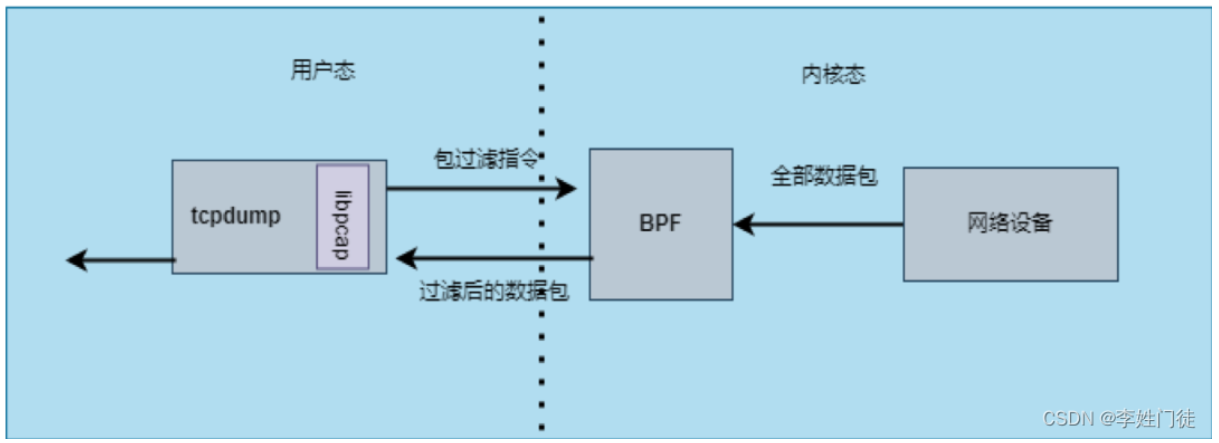 用户态
内核态
包过滤指令
全部数据包
tcpdump
libpcap
BPF
网络设备
过滤后的数据包
CSDN @李姓门徒